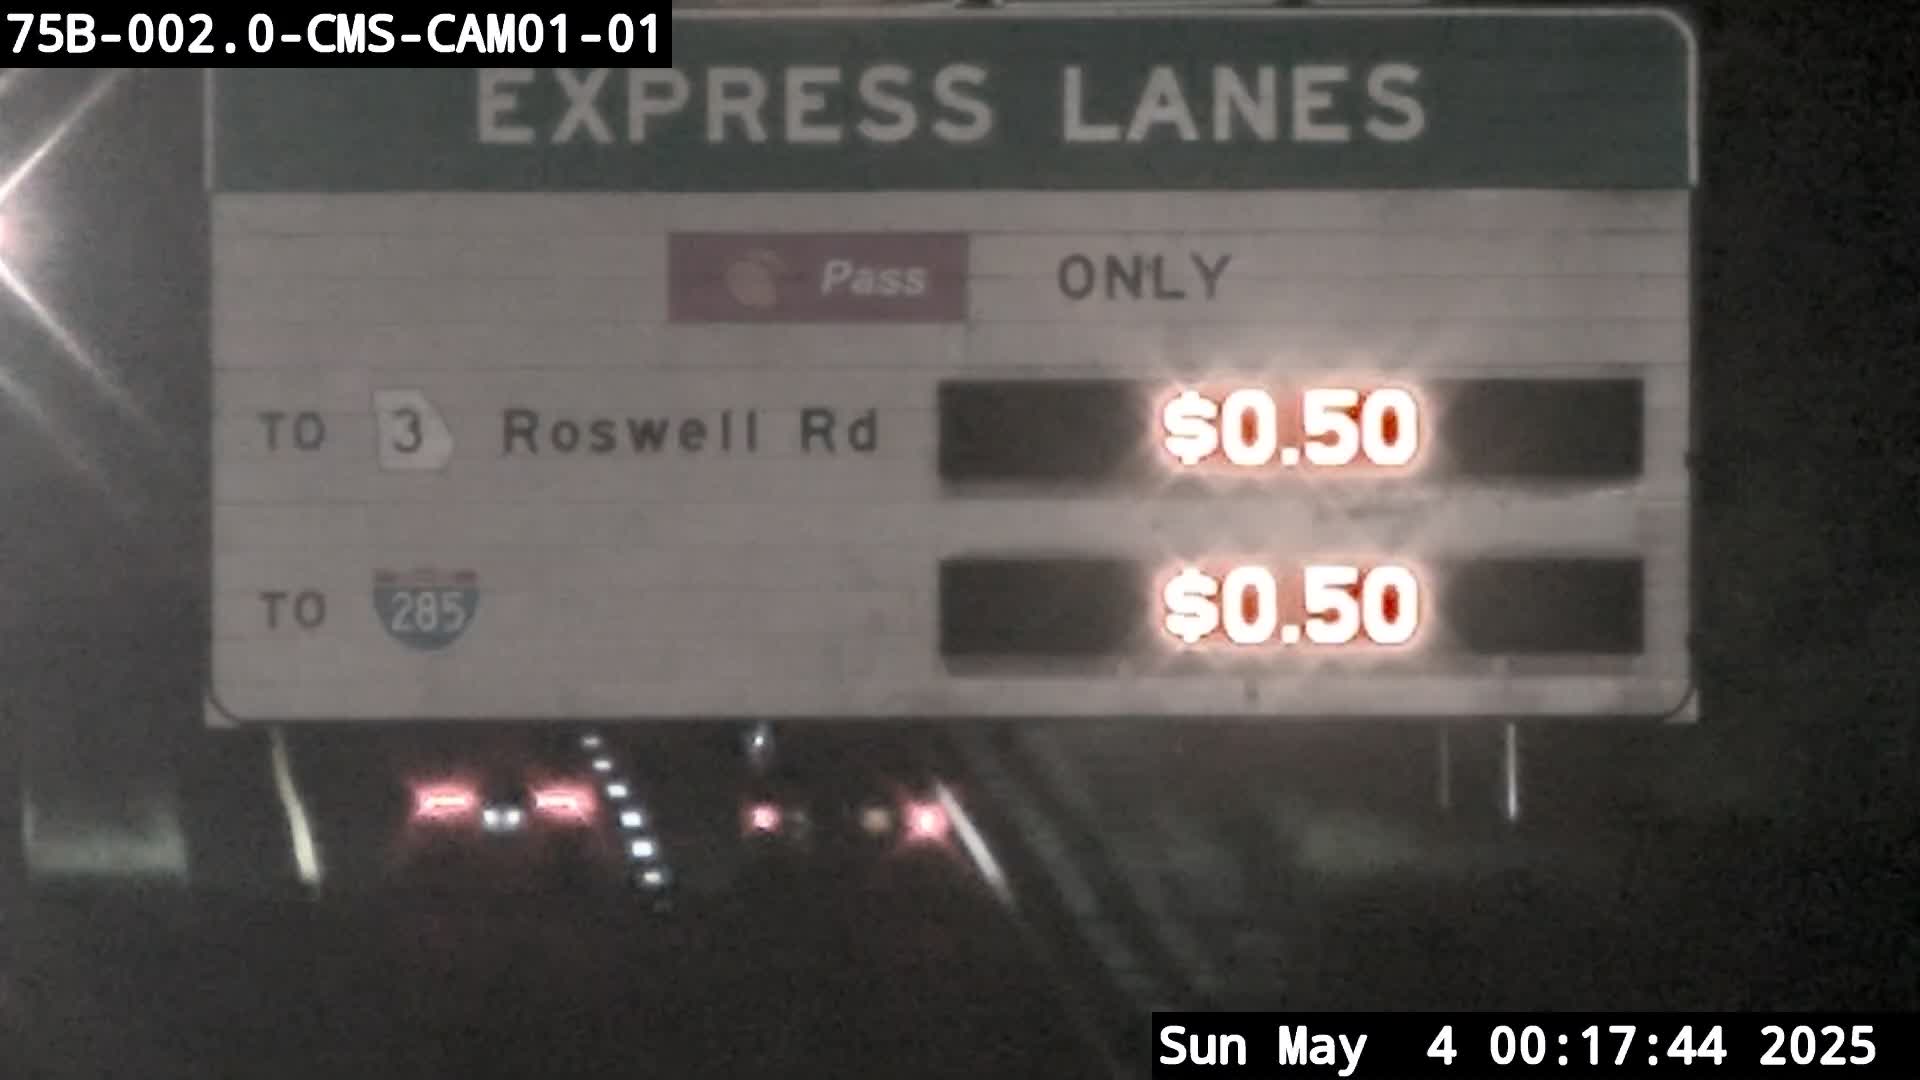 75B-002.0-CMS-CAM01-01
EXPRESS LANES
Pass ONLY
TO 3 Roswell Rd $0.50
TO 285 $0.50
Sun May 4 00:17:44 2025